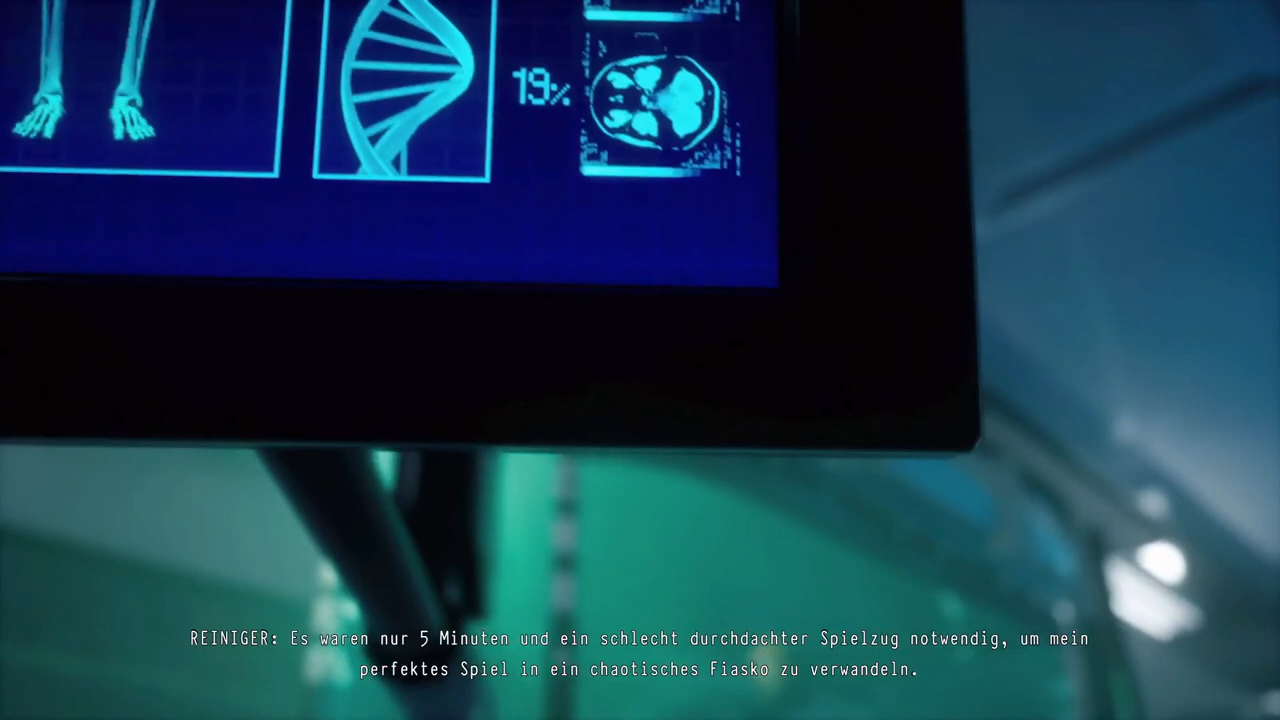 19%
REINIGER: Es waren nur 5 Minuten und ein schlecht durchdachter Spielzug notwendig, um mein
perfektes Spiel in ein chaotisches Fiasko zu verwandeln.